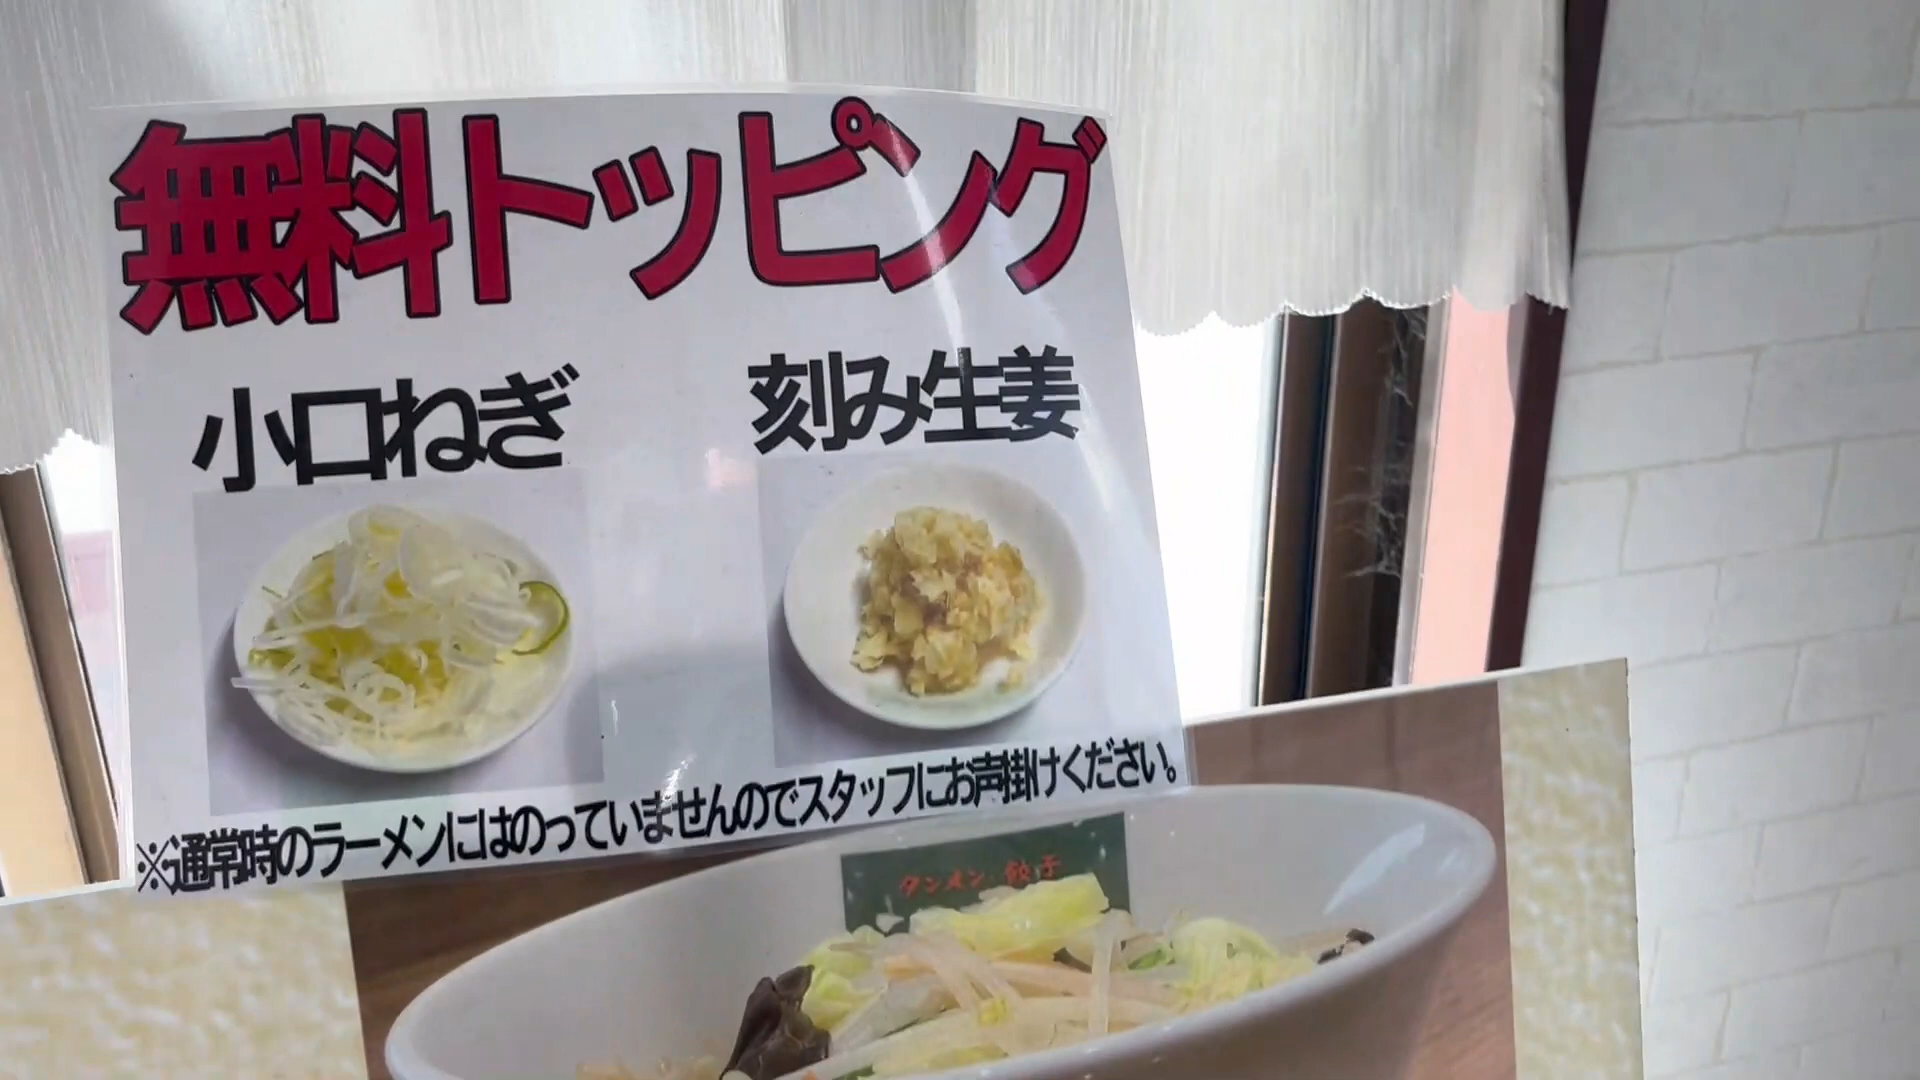 無料トッピング
小口ねぎ
刻み生姜
※通常時のラーメンにはのっていませんのでスタッフにお声掛けください。
タンメン・餃子